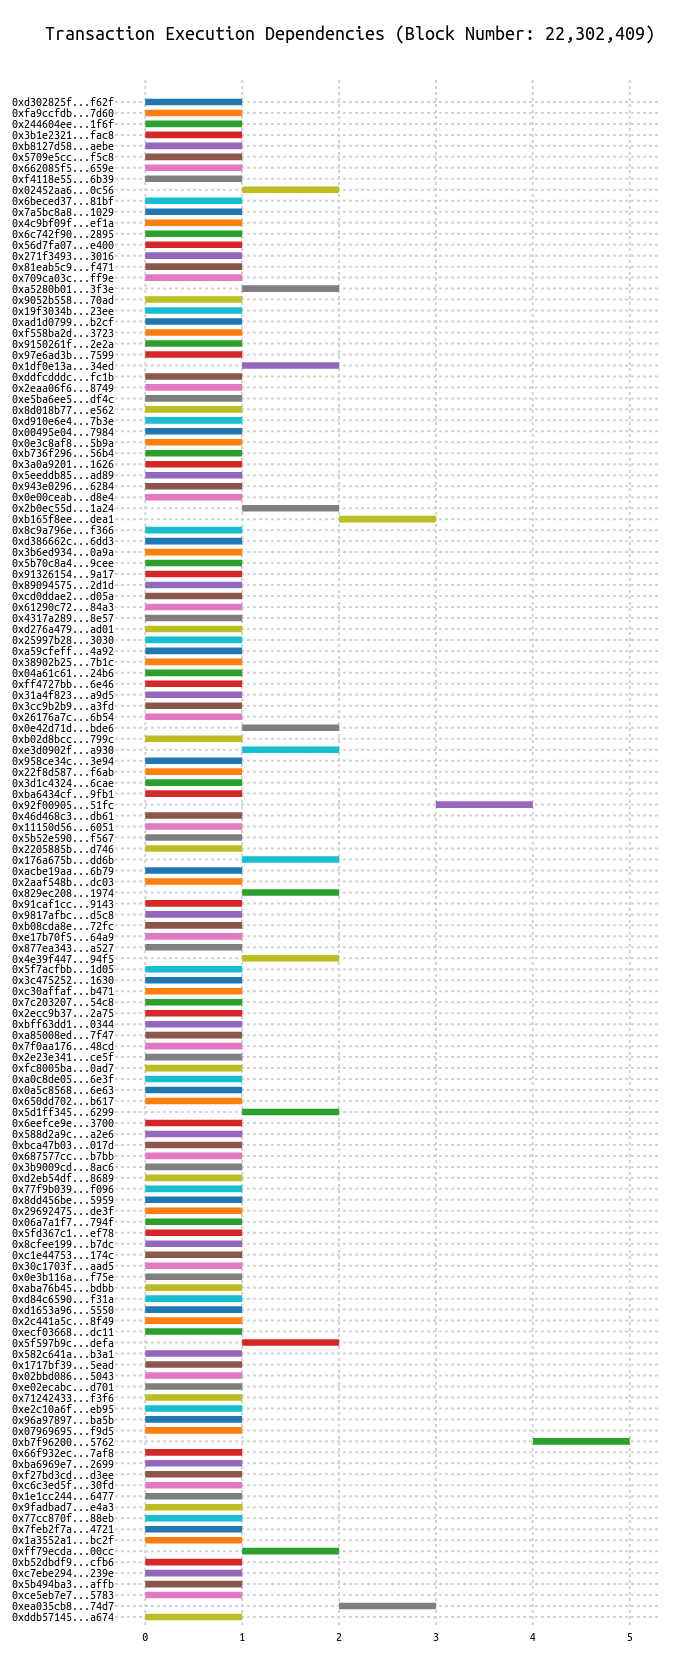 Transaction Execution Dependencies (Block Number: 22,302,409)
0xd302825f...f62f
0xfa9ccfdb...7d60
0x244604ee...1f6f
0x3b1e2321...fac8
0xb8127d58...aebe
0x5709e5cc...f5c8
0x662085f5...659e
0xf4118e55...6b39
0x02452aa6...0c56
0x6beced37...81bf
0x7a5bc8a8...1029
0x4c9bf09f...ef1a
0x6c742f90...2895
0x56d7fa07...e400
0x271f3493...3016
0x81eab5c9...f471
0x709ca03c...ff9e
0xa5280b01...3f3e
0x9052b558...70ad
0x19f3034b...23ee
0xad1d0799...b2cf
0xf558ba2d...3723
0x9150261f...2e2a
0x97e6ad3b...7599
0x1df0e13a...34ed
0xddfcdddc...fc1b
0x2eaa06f6...8749
0xe5ba6ee5...df4c
0x8d018b77...e562
0xd910e6e4...7b3e
0x00495e04...7984
0x0e3c8af8...5b9a
0xb736f296...56b4
0x3a0a9201...1626
0x5eeddb85...ad89
0x943e0296...6284
0x0e00ceab...d8e4
0x2b0ec55d...1a24
0xb165f8ee...dea1
0x8c9a796e...f366
0xd386662c...6dd3
0x3b6ed934...0a9a
0x5b70c8a4...9cee
0x91326154...9a17
0x89094575...2d1d
0xcd0ddae2...d05a
0x61290c72...84a3
0x4317a289...8e57
0xd276a479...ad01
0x25997b28...3030
0xa59cfeff...4a92
0x38902b25...7b1c
0x04a61c61...24b6
0xff4727bb...6e46
0x31a4f823...a9d5
0x3cc9b2b9...a3fd
0x26176a7c...6b54
0x0e42d71d...bde6
0xb02d8bcc...799c
0xe3d0902f...a930
0x958ce34c...3e94
0x22f8d587...f6ab
0x3d1c4324...6cae
0xba6434cf...9fb1
0x92f00905...51fc
0x46d468c3...db61
0x11150d56...6051
0x5b52e590...f567
0x2205885b...d746
0x176a675b...dd6b
0xacbe19aa...6b79
0x2aaf548b...dc03
0x829ec208...1974
0x91caf1cc...9143
0x9817afbc...d5c8
0xb08cda8e...72fc
0xe17b70f5...64a9
0x877ea343...a527
0x4e39f447...94f5
0x5f7acfbb...1d05
0x3c475252...1630
0xc30affaf...b471
0x7c203207...54c8
0x2ecc9b37...2a75
0xbff63dd1...0344
0xa85008ed...7f47
0x7f0aa176...48cd
0x2e23e341...ce5f
0xfc8005ba...0ad7
0xa0c8de05...6e3f
0x0a5c8568...6e63
0x650dd702...b617
0x5d1ff345...6299
0x6eefce9e...3700
0x588d2a9c...a2e6
0xbca47b03...017d
0x687577cc...b7bb
0x3b9009cd...8ac6
0xd2eb54df...8689
0x77f9b039...f096
0x8dd456be...5959
0x29692475...de3f
0x06a7a1f7...794f
0x5fd367c1...ef78
0x8cfee199...b7dc
0xc1e44753...174c
0x30c1703f...aad5
0x0e3b116a...f75e
0xaba76b45...bdbb
0xd84c6590...f31a
0xd1653a96...5550
0x2c441a5c...8f49
0xecf03668...dc11
0x5f597b9c...defa
0x582c641a...b3a1
0x1717bf39...5ead
0x02bbd086...5043
0xe02ecabc...d701
0x71242433...f3f6
0xe2c10a6f...eb95
0x96a97897...ba5b
0x07969695...f9d5
0xb7f96200...5762
0x66f932ec...7af8
0xba6969e7...2699
0xf27bd3cd...d3ee
0xc6c3ed5f...30fd
0x1e1cc244...6477
0x9fadbad7...e4a3
0x77cc870f...88eb
0x7feb2f7a...4721
0x1a3552a1...bc2f
0xff79ecda...00cc
0xb52dbdf9...cfb6
0xc7ebe294...239e
0x5b494ba3...affb
0xce5eb7e7...5783
0xea035cb8...74d7
0xddb57145...a674
0 1 2 3 4 5